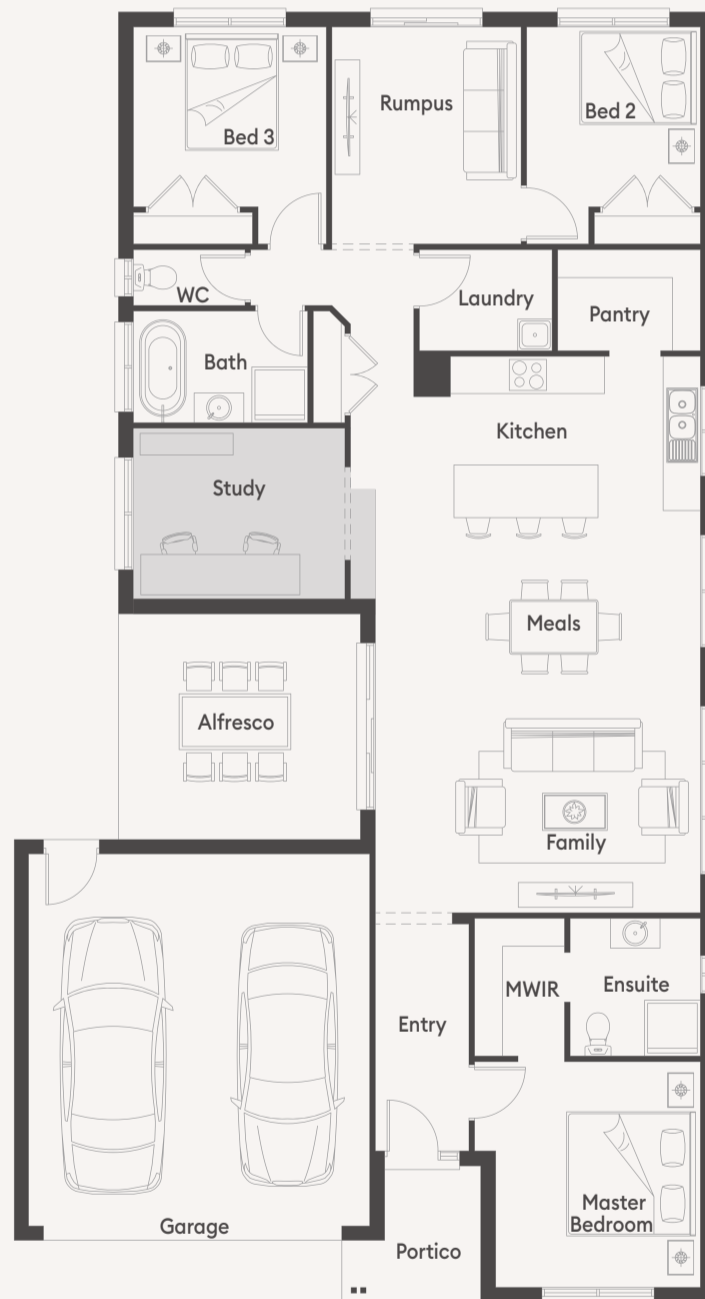 Rumpus
Bed 2
Bed 3
WC
Laundry
Pantry
Bath
Kitchen
Study
Meals
Alfresco
Family
MWIR
Ensuite
Entry
Master
Bedroom
Garage
Portico